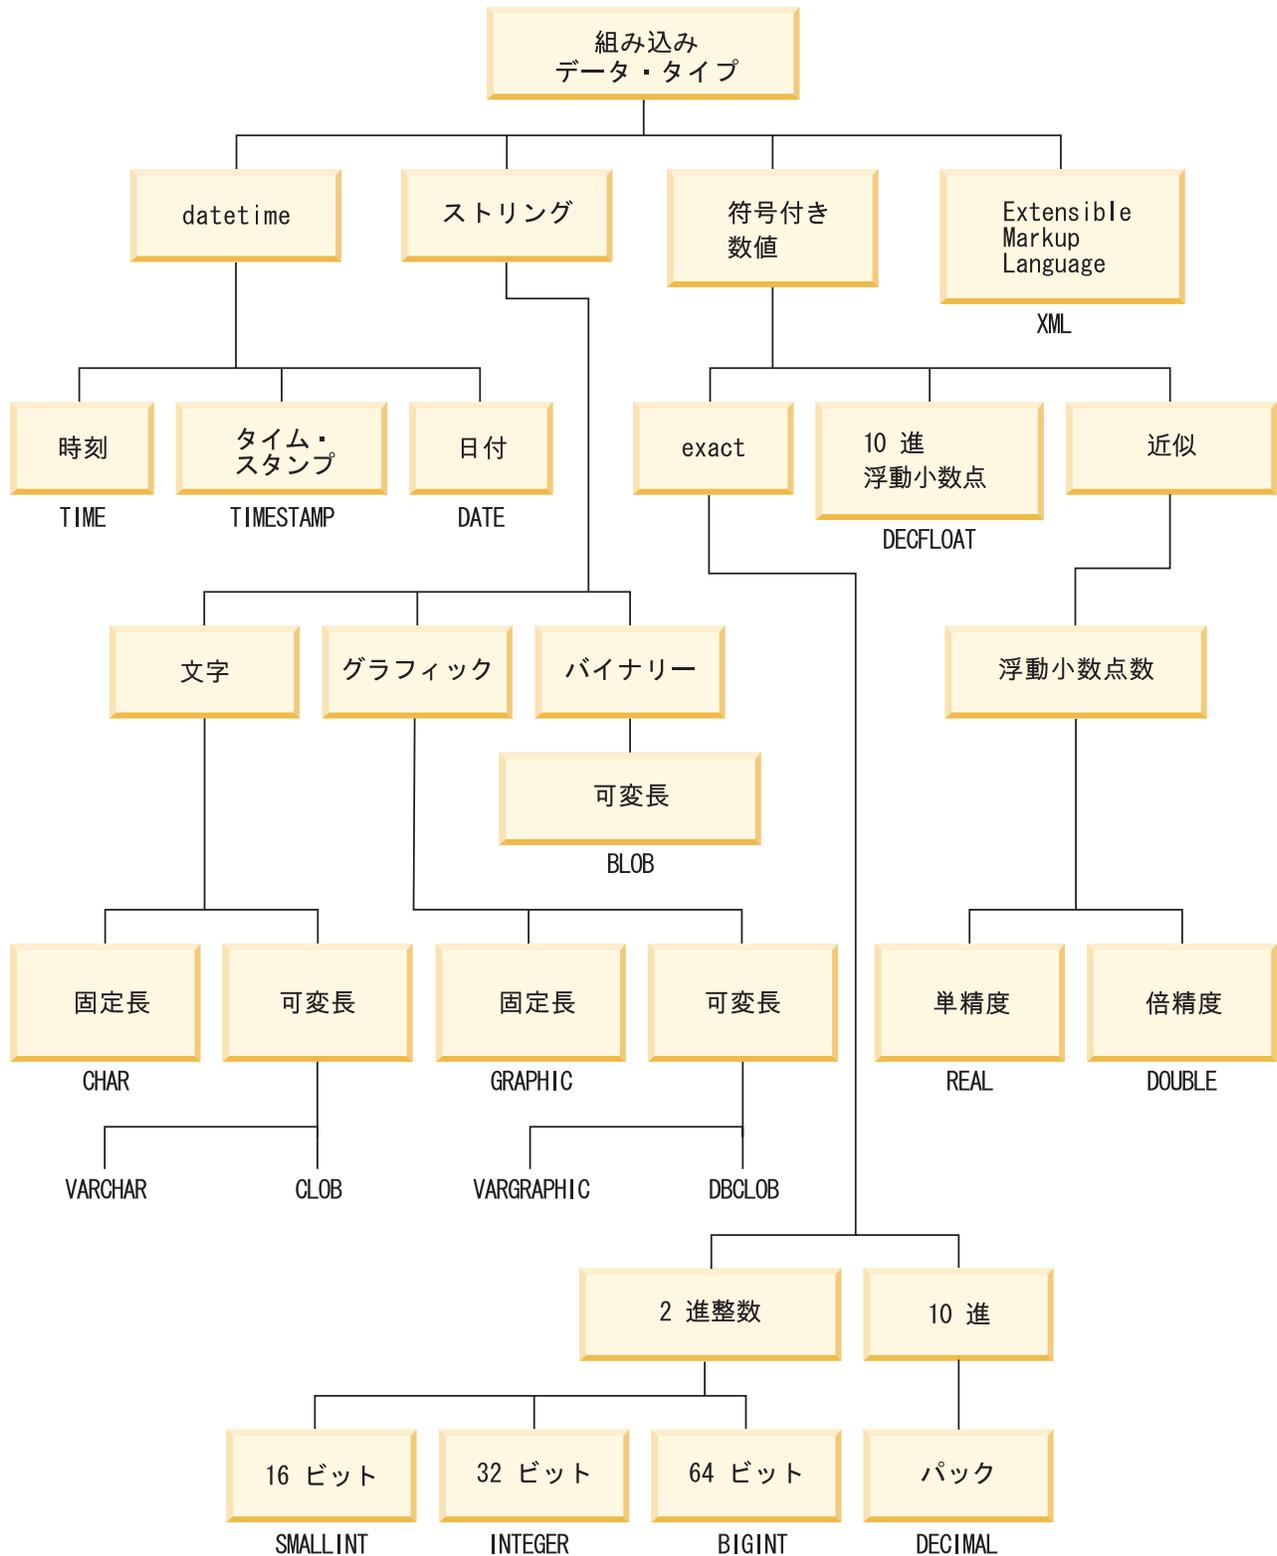 組み込み
データ・タイプ
datetime
ストリング
符号付き
数値
Extensible
Markup
Language
XML
時刻
タイム・
スタンプ
日付
exact
10 進
浮動小数点
近似
TIME
TIMESTAMP
DATE
DECFLOAT
文字
グラフィック
バイナリー
浮動小数点数
可変長
BLOB
固定長
可変長
固定長
可変長
単精度
倍精度
CHAR
GRAPHIC
REAL
DOUBLE
VARCHAR
CLOB
VARGRAPHIC
DBCLOB
2 進整数
10 進
16 ビット
32 ビット
64 ビット
パック
SMALLINT
INTEGER
BIGINT
DECIMAL